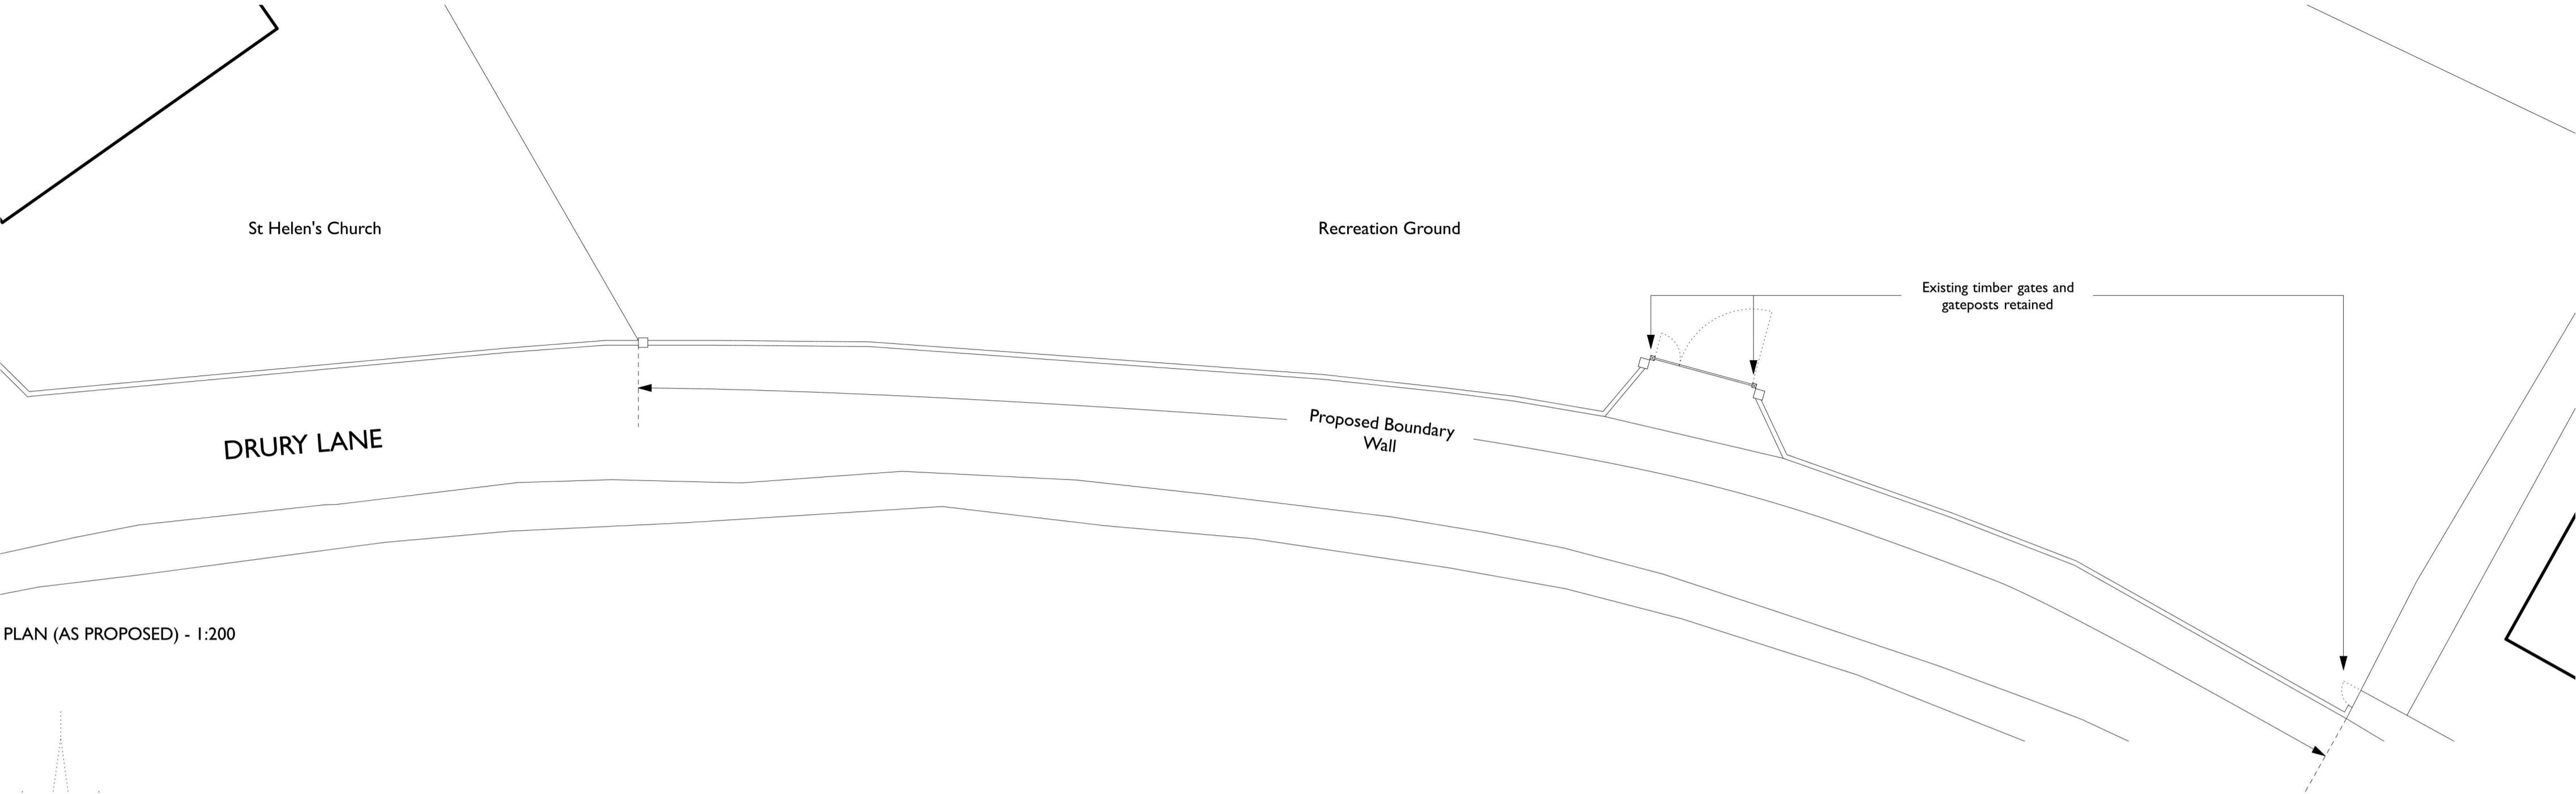 St Helen's Church
Recreation Ground
Existing timber gates and
gateposts retained
Proposed Boundary
Wall
DRURY LANE
PLAN (AS PROPOSED) - 1:200